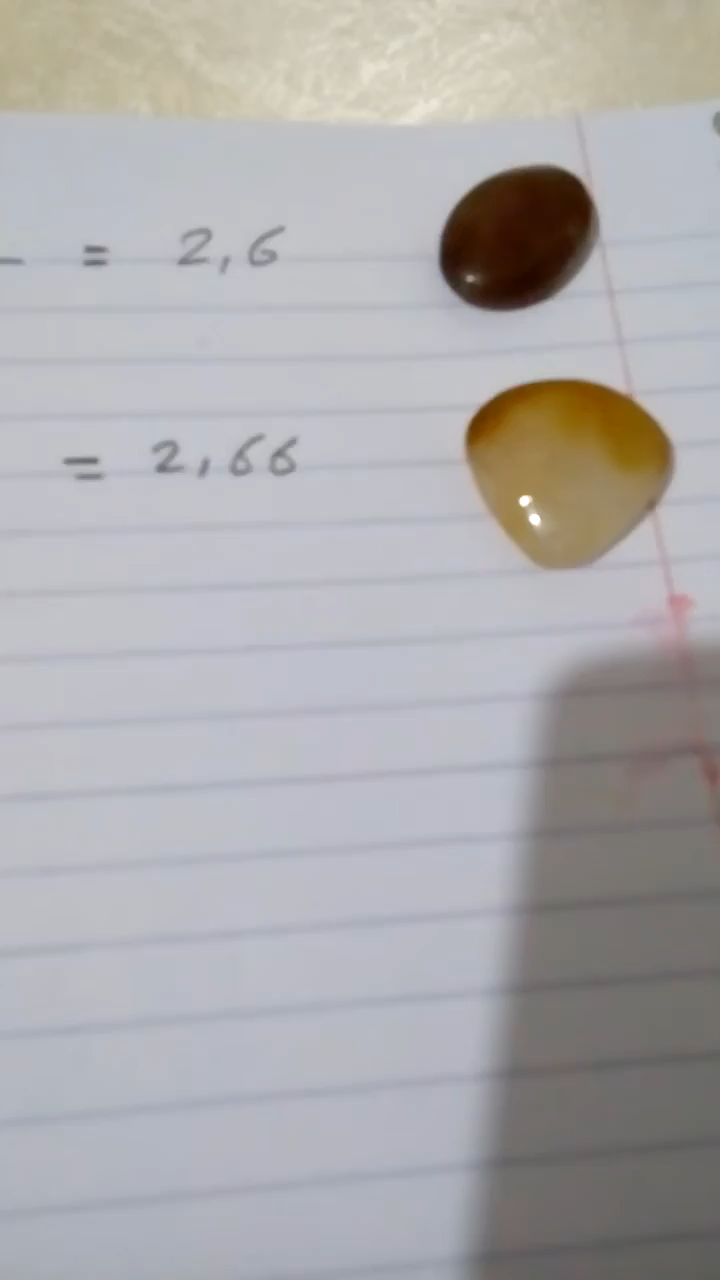 – = 2,6
= 2,66